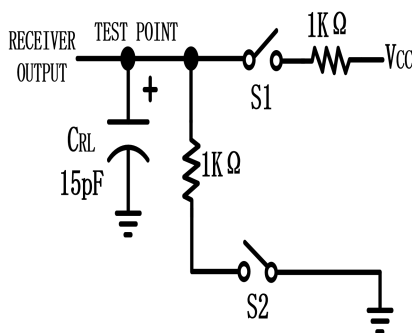 RECEIVER
OUTPUT
TEST POINT
1KΩ
VCC
S1
+
CRL
15pF
1KΩ
S2